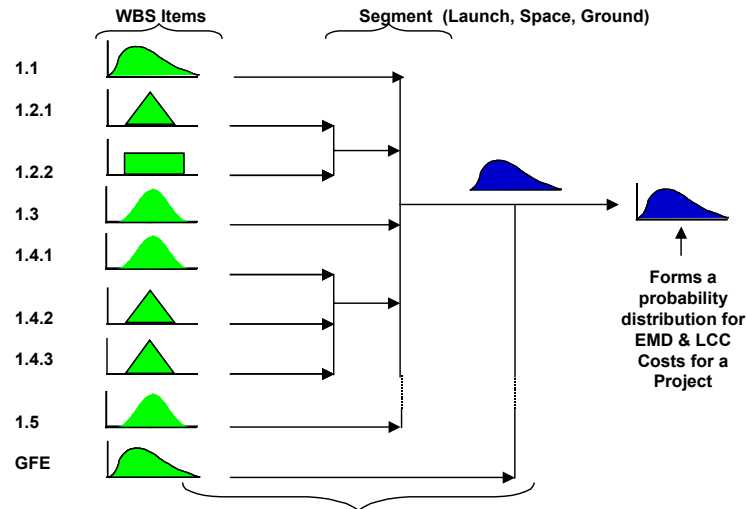 WBS Items
Segment (Launch, Space, Ground)
1.1
1.2.1
1.2.2
1.3
1.4.1
1.4.2
1.4.3
1.5
GFE
Forms a
probability
distribution for
EMD & LCC
Costs for a
Project